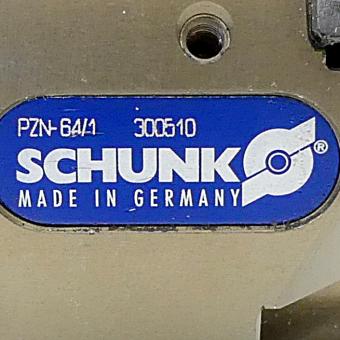 PZN-64/1 300510
SCHUNK ®
MADE IN GERMANY